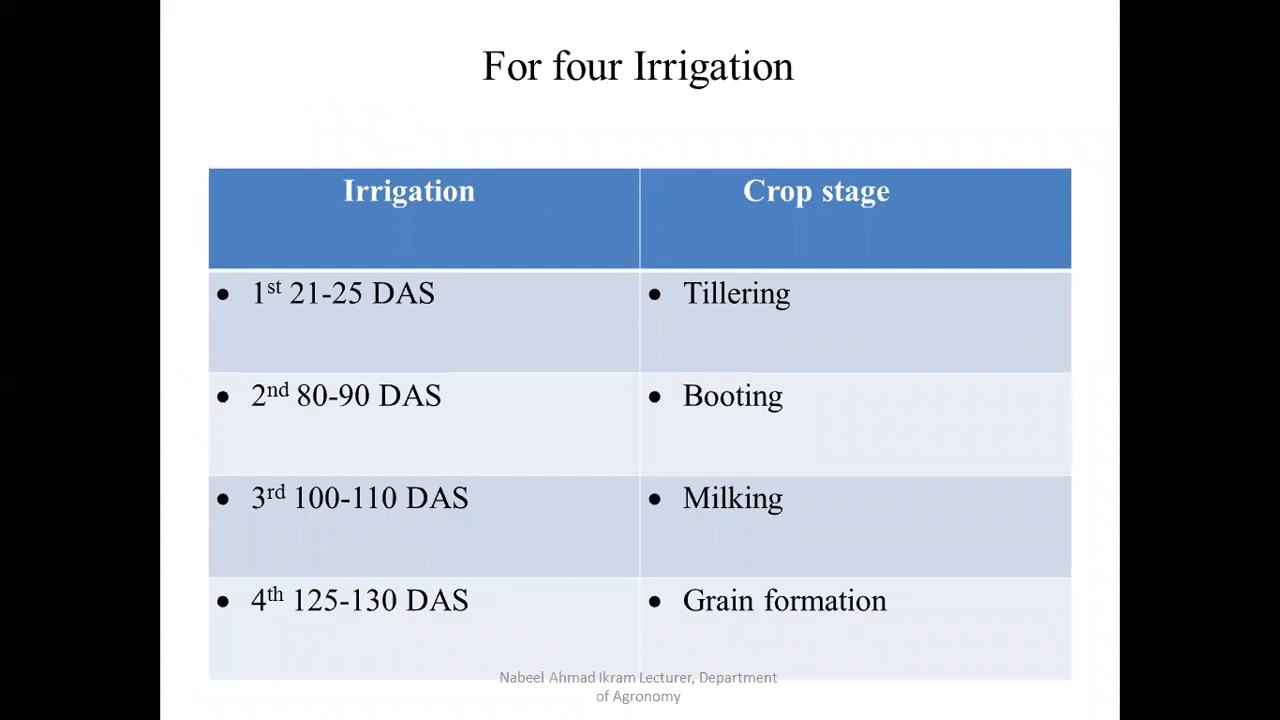 For four Irrigation
Irrigation Crop stage
• 1st 21-25 DAS • Tillering
• 2nd 80-90 DAS • Booting
• 3rd 100-110 DAS • Milking
• 4th 125-130 DAS • Grain formation
Nabeel Ahmad Ikram Lecturer, Department
of Agronomy